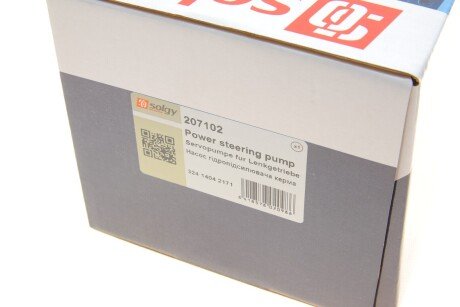 solgy
207102
Power steering pump
Servopumpe für Lenkgetriebe
Насос гідропідсилювача керма
324 1404 2171